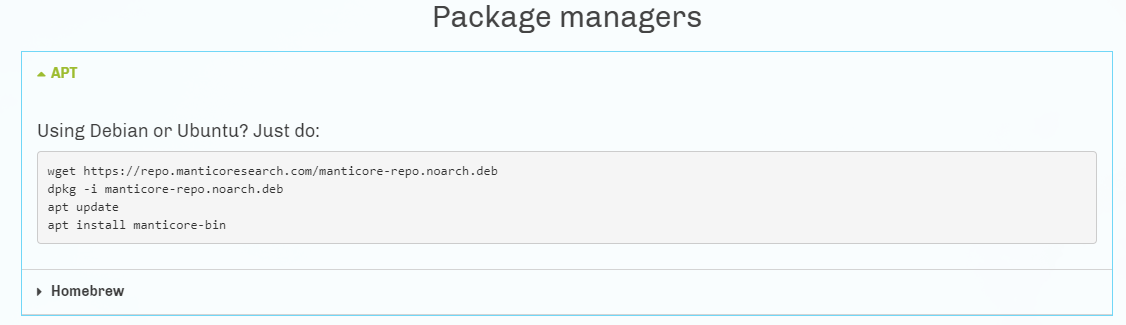 Package managers
APT
Using Debian or Ubuntu? Just do:
wget https://repo.manticoresearch.com/manticore-repo.noarch.deb
dpkg -i manticore-repo.noarch.deb
apt update
apt install manticore-bin
Homebrew